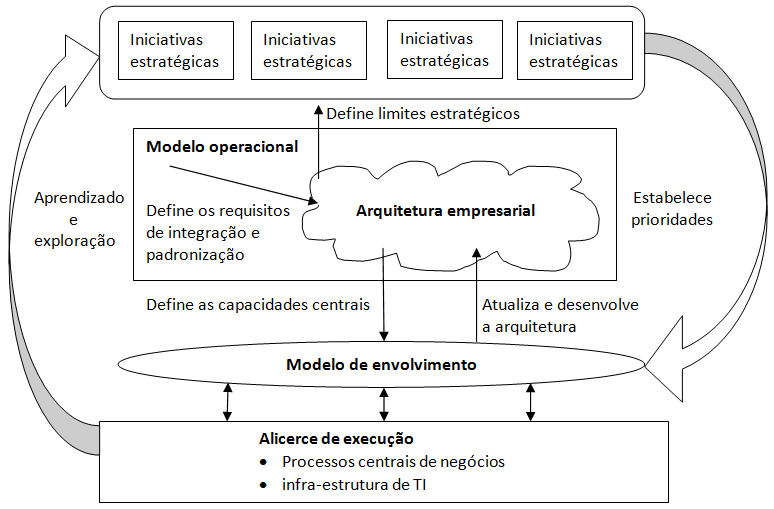 Iniciativas
estratégicas
Iniciativas
estratégicas
Iniciativas
estratégicas
Iniciativas
estratégicas
Define limites estratégicos
Modelo operacional
Arquitetura empresarial
Define os requisitos
de integração e
padronização
Aprendizado
e
exploração
Estabelece
prioridades
Define as capacidades centrais
Atualiza e desenvolve
a arquitetura
Modelo de envolvimento
Alicerce de execução
• Processos centrais de negócios
• infra-estrutura de TI